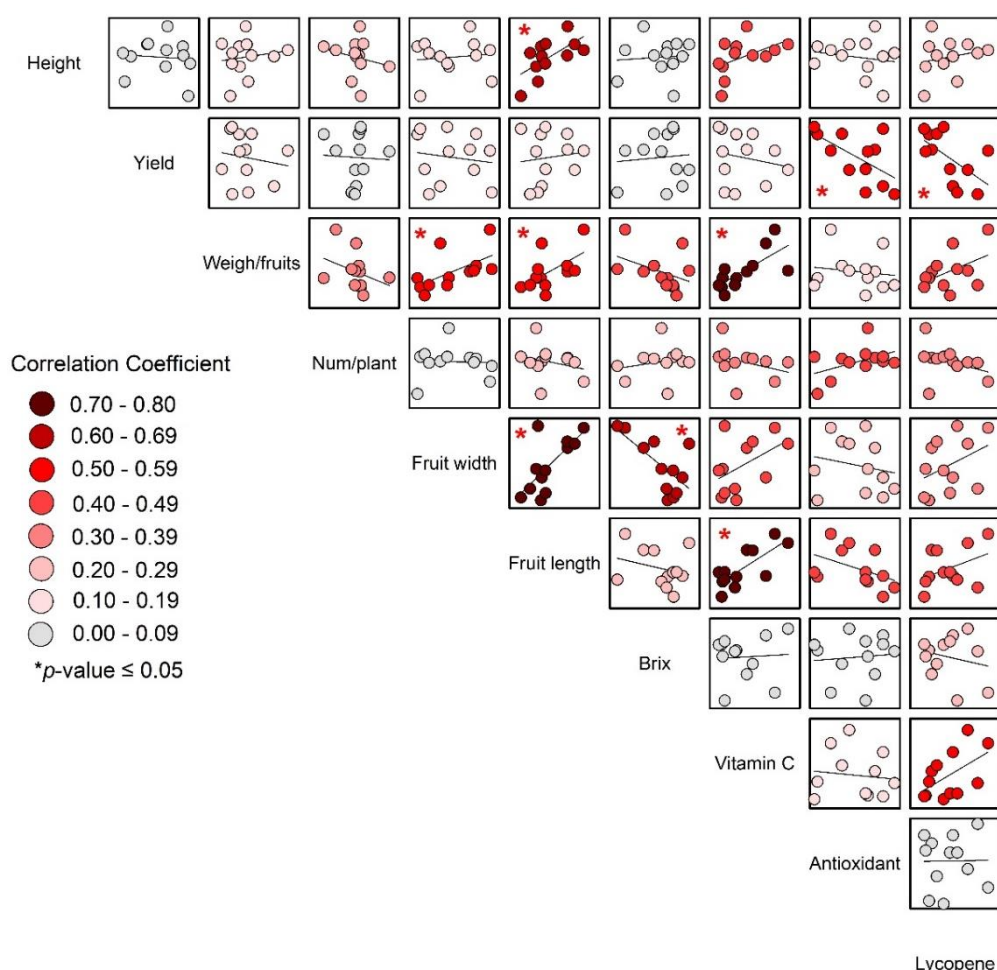 Height
*
Yield
*
*
Weigh/fruits
*
*
*
Num/plant
Correlation Coefficient
0.70 - 0.80
0.60 - 0.69
0.50 - 0.59
0.40 - 0.49
0.30 - 0.39
0.20 - 0.29
0.10 - 0.19
0.00 - 0.09
*p-value ≤ 0.05
Fruit width
*
*
Fruit length
*
Brix
Vitamin C
Antioxidant
Lycopene